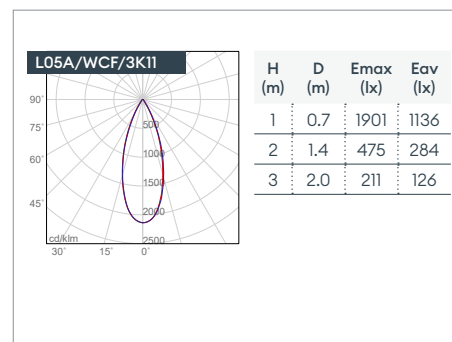 L05A/WCF/3K11
90°
75°
60°
45°
30° 15° 0°
500
1000
1500
2000
2500
cd/klm
H D Emax Eav
(m) (m) (lx) (lx)
1 0.7 1901 1136
2 1.4 475 284
3 2.0 211 126